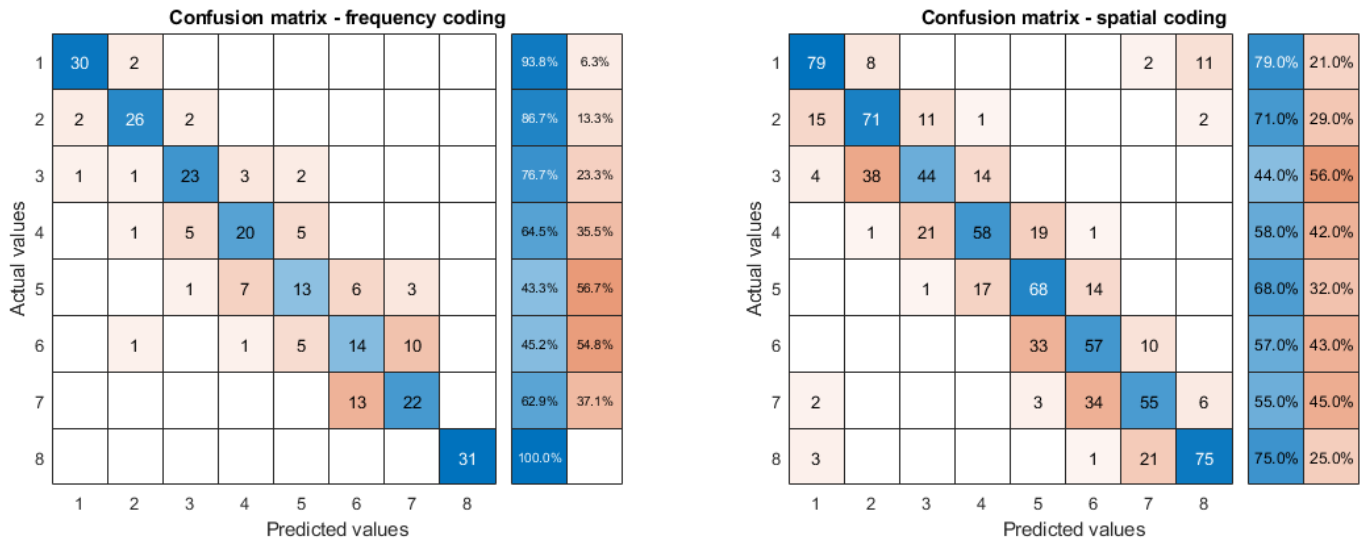 Confusion matrix - frequency coding
1 30 2 93.8% 6.3%
2 2 26 2 86.7% 13.3%
3 1 1 23 3 2 76.7% 23.3%
4 1 5 20 5 64.5% 35.5%
5 1 7 13 6 3 43.3% 56.7%
6 1 1 5 14 10 45.2% 54.8%
7 13 22 62.9% 37.1%
8 31 100.0%
1 2 3 4 5 6 7 8
Predicted values
Actual values
Confusion matrix - spatial coding
1 79 8 2 11 79.0% 21.0%
2 15 71 11 1 2 71.0% 29.0%
3 4 38 44 14 44.0% 56.0%
4 1 21 58 19 1 58.0% 42.0%
5 1 17 68 14 68.0% 32.0%
6 33 57 10 57.0% 43.0%
7 2 3 34 55 6 55.0% 45.0%
8 3 1 21 75 75.0% 25.0%
1 2 3 4 5 6 7 8
Predicted values
Actual values